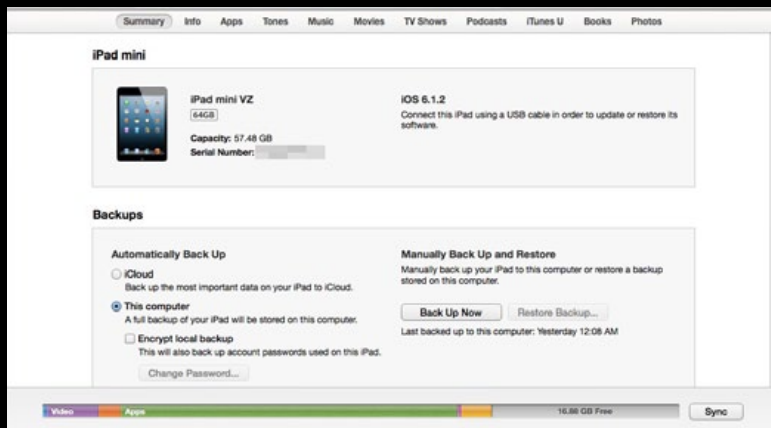 Summary Info Apps Tones Music Movies TV Shows Podcasts iTunes U Books Photos
iPad mini
iPad mini VZ
64GB
Capacity: 57.48 GB
Serial Number:
iOS 6.1.2
Connect this iPad using a USB cable in order to update or restore its
software.
Backups
Automatically Back Up
iCloud
Back up the most important data on your iPad to iCloud.
This computer
A full backup of your iPad will be stored on this computer.
Encrypt local backup
This will also back up account passwords used on this iPad.
Change Password...
Manually Back Up and Restore
Manually back up your iPad to this computer or restore a backup
stored on this computer.
Back Up Now Restore Backup...
Last backed up to this computer: Yesterday 12:08 AM
Video Apps 16.86 GB Free Sync